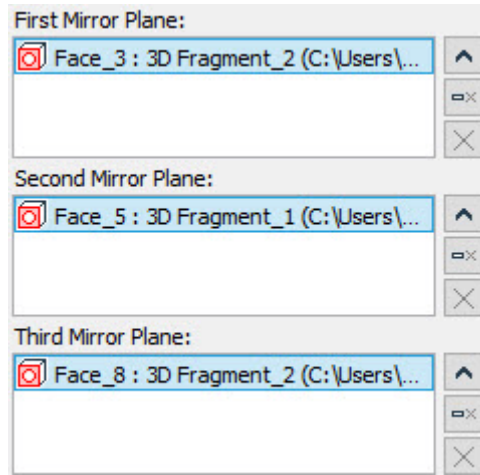 First Mirror Plane:
Face_3 : 3D Fragment_2 (C:\Users\...
Second Mirror Plane:
Face_5 : 3D Fragment_1 (C:\Users\...
Third Mirror Plane:
Face_8 : 3D Fragment_2 (C:\Users\...